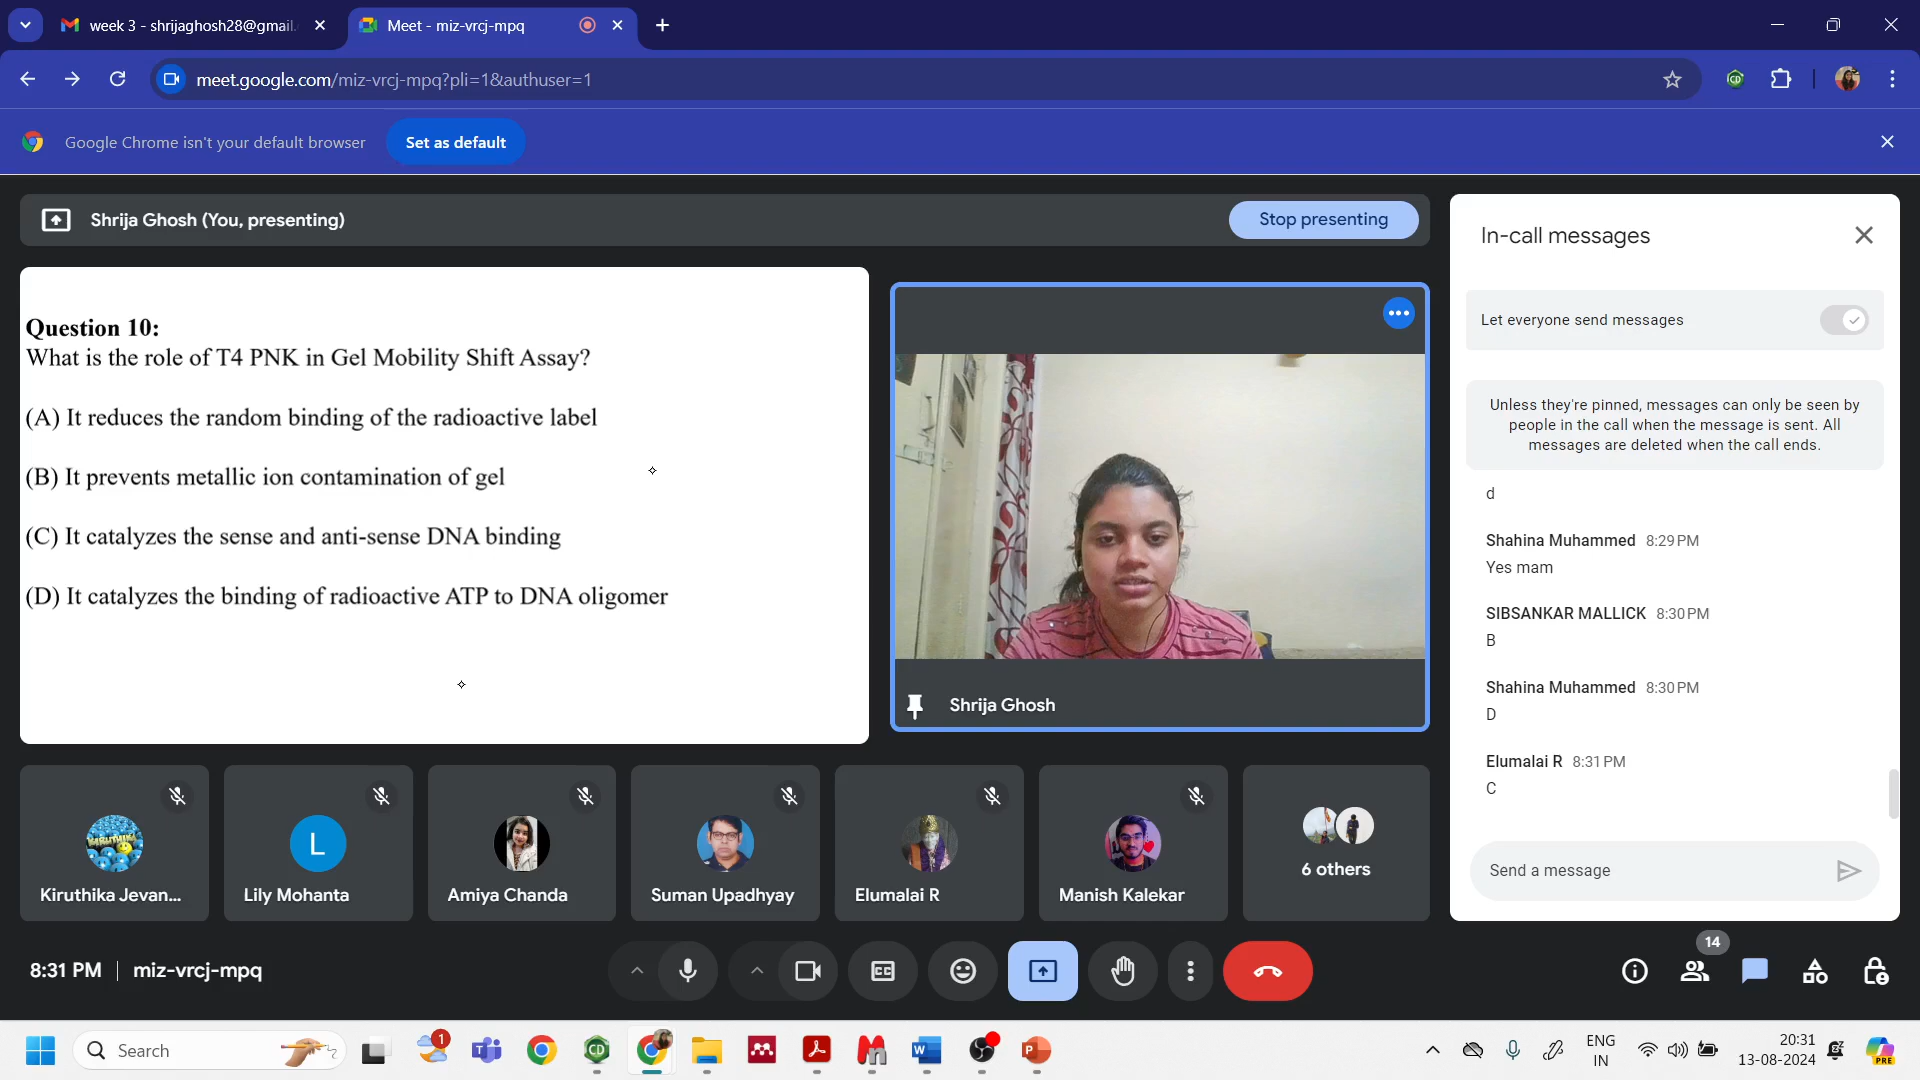 week 3 - shrijaghosh28@gmail.
Meet - miz-vrcj-mpq
meet.google.com/miz-vrcj-mpq?pli=1&authuser=1
Google Chrome isn't your default browser
Set as default
Shrija Ghosh (You, presenting)
Stop presenting
Question 10:
What is the role of T4 PNK in Gel Mobility Shift Assay?
(A) It reduces the random binding of the radioactive label
(B) It prevents metallic ion contamination of gel
(C) It catalyzes the sense and anti-sense DNA binding
(D) It catalyzes the binding of radioactive ATP to DNA oligomer
Shrija Ghosh
In-call messages
Let everyone send messages
Unless they're pinned, messages can only be seen by
people in the call when the message is sent. All
messages are deleted when the call ends.
d
Shahina Muhammed 8:29 PM
Yes mam
SIBSANKAR MALLICK 8:30 PM
B
Shahina Muhammed 8:30 PM
D
Elumalai R 8:31 PM
C
Send a message
Kiruthika Jevan...
L
Lily Mohanta
Amiya Chanda
Suman Upadhyay
Elumalai R
Manish Kalekar
6 others
8:31 PM | miz-vrcj-mpq
CC
14
Search
1
CD
W
P
ENG
IN
20:31
13-08-2024
PRE